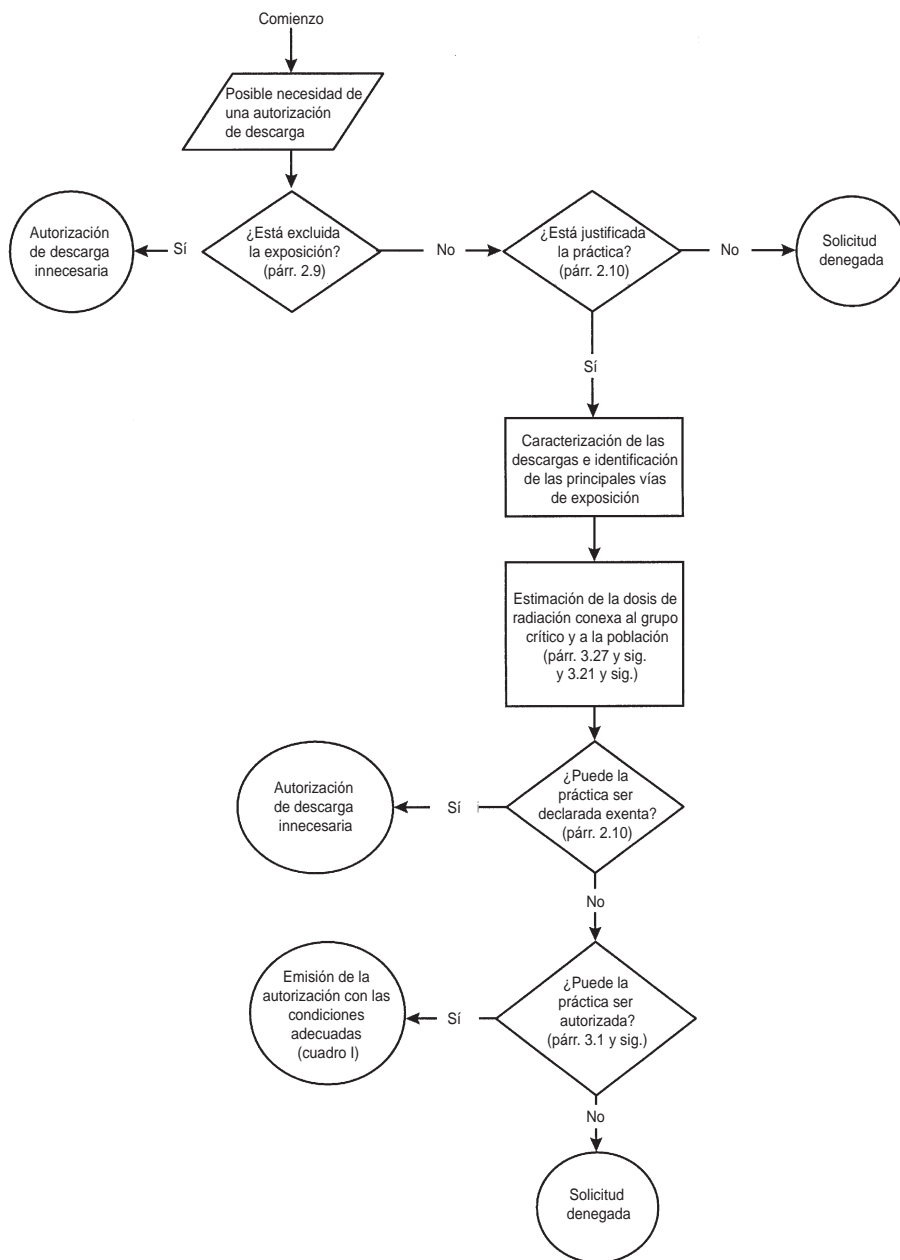 Comienzo
Posible necesidad de
una autorización
de descarga
Autorización
de descarga
innecesaria
Sí
¿Está excluida
la exposición?
(párr. 2.9)
No
¿Está justificada
la práctica?
(párr. 2.10)
No
Solicitud
denegada
Sí
Caracterización de las
descargas e identificación
de las principales vías
de exposición
Estimación de la dosis de
radiación conexa al grupo
crítico y a la población
(párr. 3.27 y sig.
y 3.21 y sig.)
Autorización
de descarga
innecesaria
Sí
¿Puede la
práctica ser
declarada exenta?
(párr. 2.10)
No
Emisión de la
autorización con las
condiciones
adecuadas
(cuadro I)
Sí
¿Puede la
práctica ser
autorizada?
(párr. 3.1 y sig.)
No
Solicitud
denegada